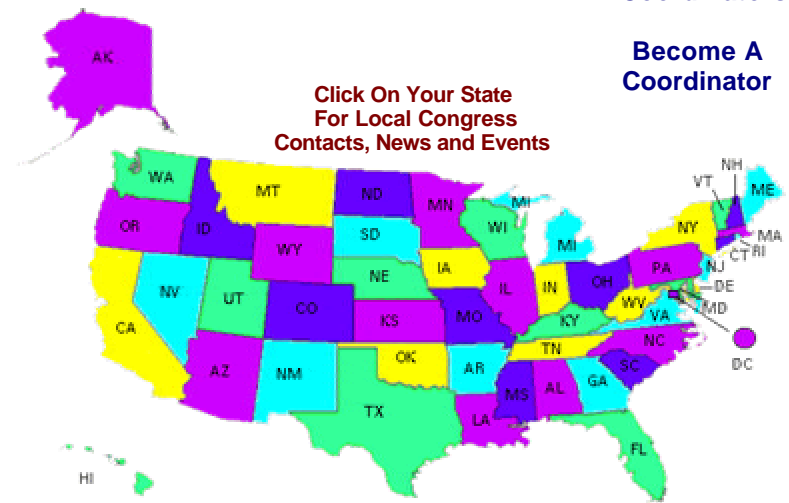 Become A
Coordinator
AK
Click On Your State
For Local Congress
Contacts, News and Events
NH
VT
ME
WA
MT
ND
MN
MI
WI
NY
OR
ID
SD
MI
MA
WY
CT RI
IA
PA
NJ
NE
NV
OH
DE
UT
IL
IN
CO
WV
MD
CA
KS
MO
VA
KY
NC
TN
OK
DC
AZ
NM
AR
SC
MS
AL
GA
TX
LA
FL
HI